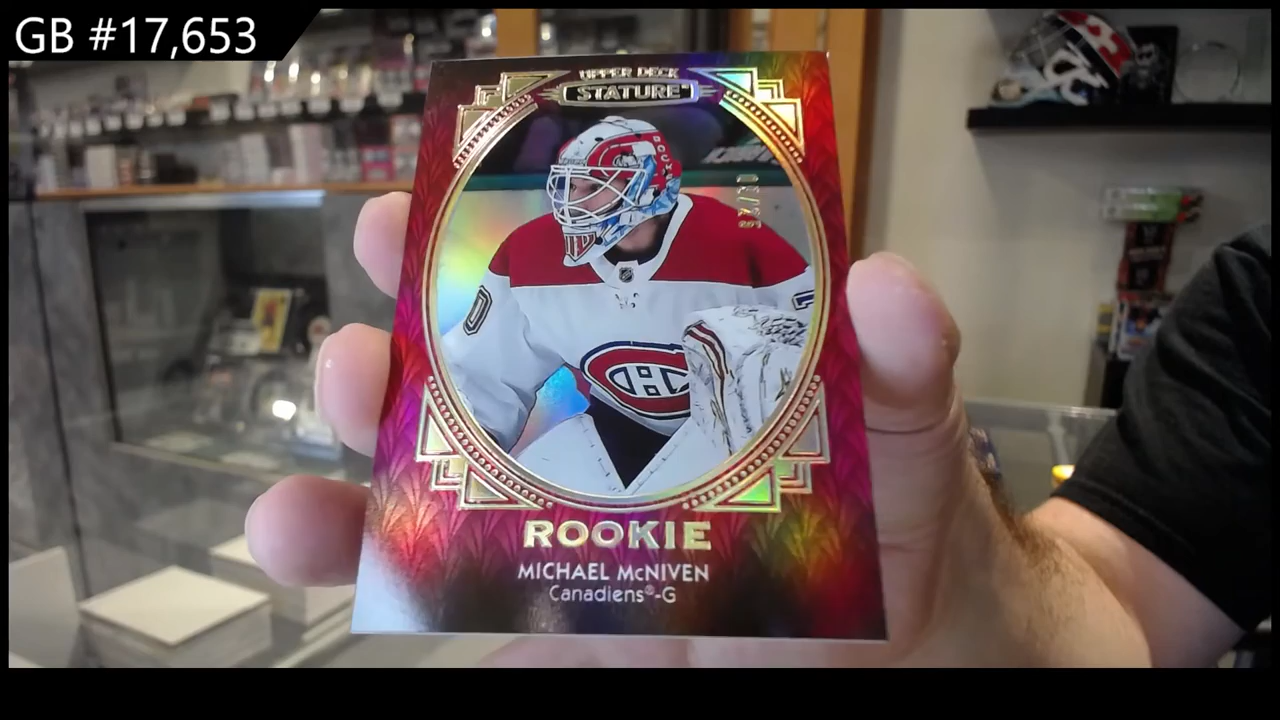 GB #17,653
UPPER DECK
STATURE
ROOKIE
MICHAEL McNIVEN
Canadiens®-G